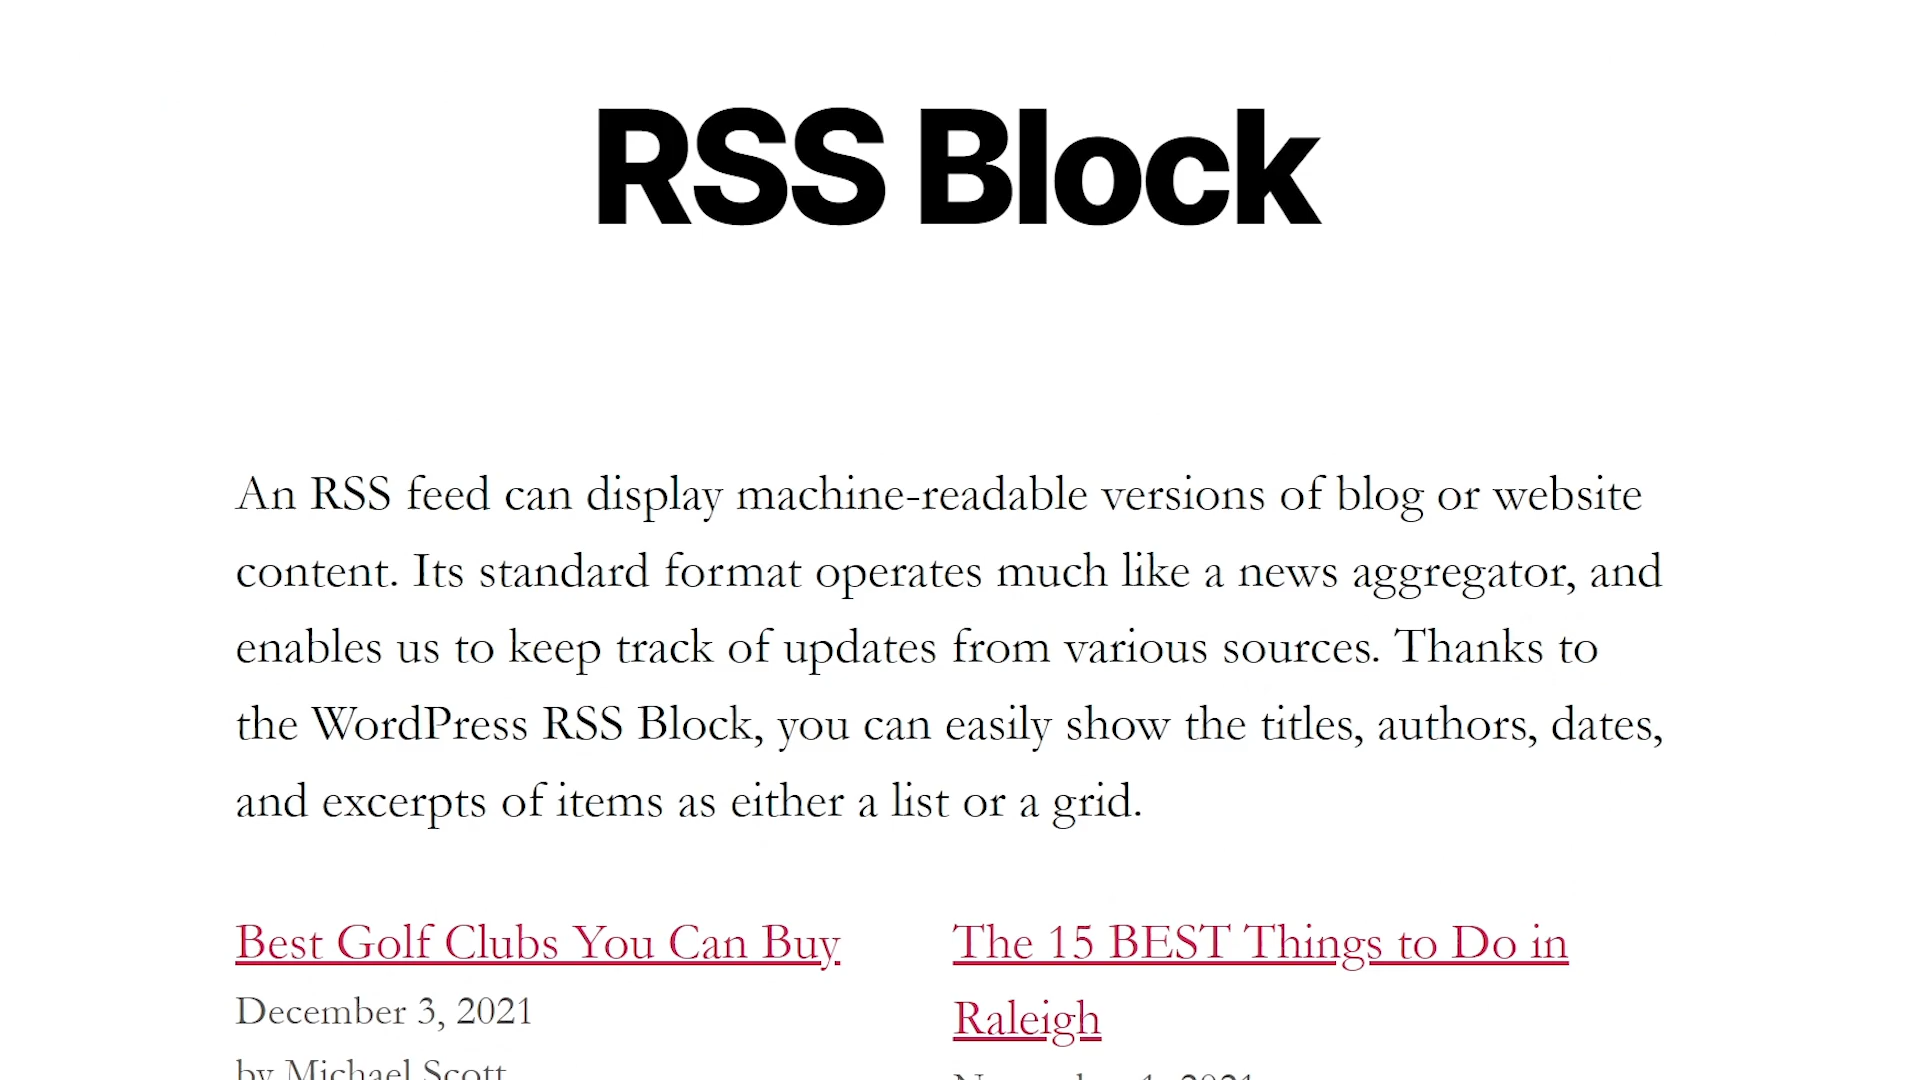 RSS Block
An RSS feed can display machine-readable versions of blog or website
content. Its standard format operates much like a news aggregator, and
enables us to keep track of updates from various sources. Thanks to
the WordPress RSS Block, you can easily show the titles, authors, dates,
and excerpts of items as either a list or a grid.
Best Golf Clubs You Can Buy
December 3, 2021
by Michael Scott
The 15 BEST Things to Do in
Raleigh